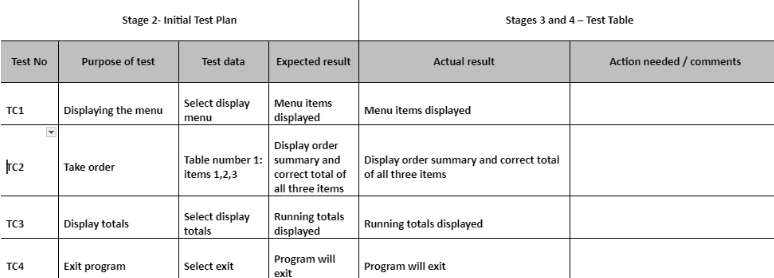 Stage 2- Initial Test Plan
Stages 3 and 4 – Test Table
Test No
Purpose of test
Test data
Expected result
Actual result
Action needed / comments
TC1
Displaying the menu
Select display
menu
Menu items
displayed
Menu items displayed
TC2
Take order
Table number 1:
items 1,2,3
Display order
summary and
correct total of
all three items
Display order summary and correct total
of all three items
TC3
Display totals
Select display
totals
Running totals
displayed
Running totals displayed
TC4
Exit program
Select exit
Program will
exit
Program will exit